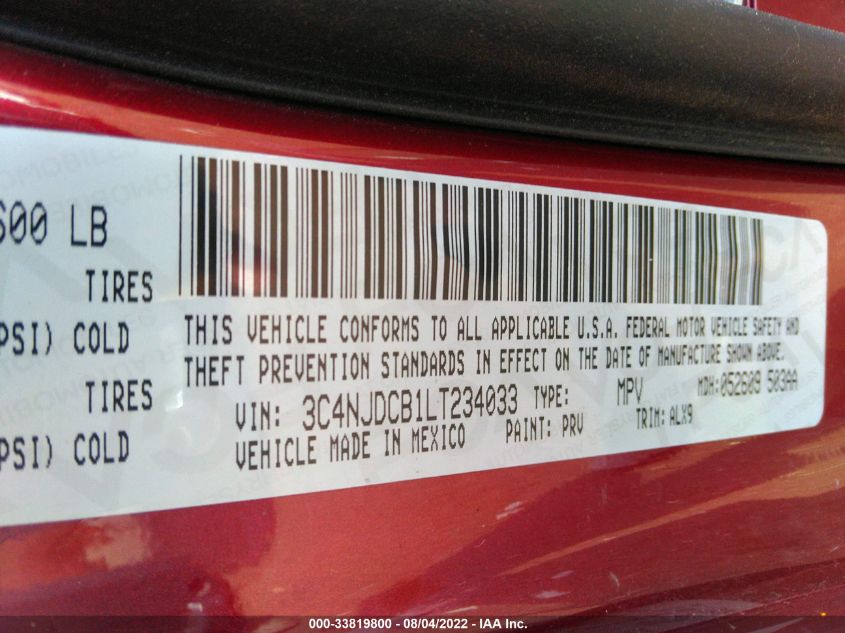 600 LB
TIRES
PSI) COLD
TIRES
PSI) COLD
THIS VEHICLE CONFORMS TO ALL APPLICABLE U.S.A. FEDERAL MOTOR VEHICLE SAFETY AND
THEFT PREVENTION STANDARDS IN EFFECT ON THE DATE OF MANUFACTURE SHOWN ABOVE.
VIN: 3C4NJDCB1LT234033 TYPE: MPV MDH:052609 503AA
VEHICLE MADE IN MEXICO PAINT: PRV TRIM: ALX9
000-33819800 - 08/04/2022 - IAA Inc.